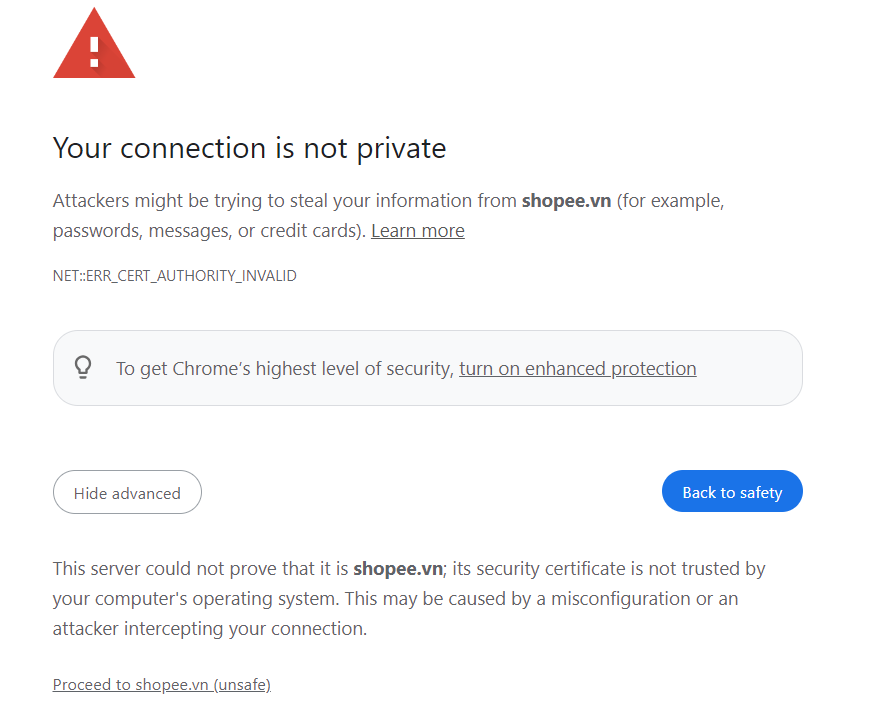 Your connection is not private
Attackers might be trying to steal your information from shopee.vn (for example,
passwords, messages, or credit cards). Learn more
NET::ERR_CERT_AUTHORITY_INVALID
To get Chrome's highest level of security, turn on enhanced protection
Hide advanced
Back to safety
This server could not prove that it is shopee.vn; its security certificate is not trusted by
your computer's operating system. This may be caused by a misconfiguration or an
attacker intercepting your connection.
Proceed to shopee.vn (unsafe)